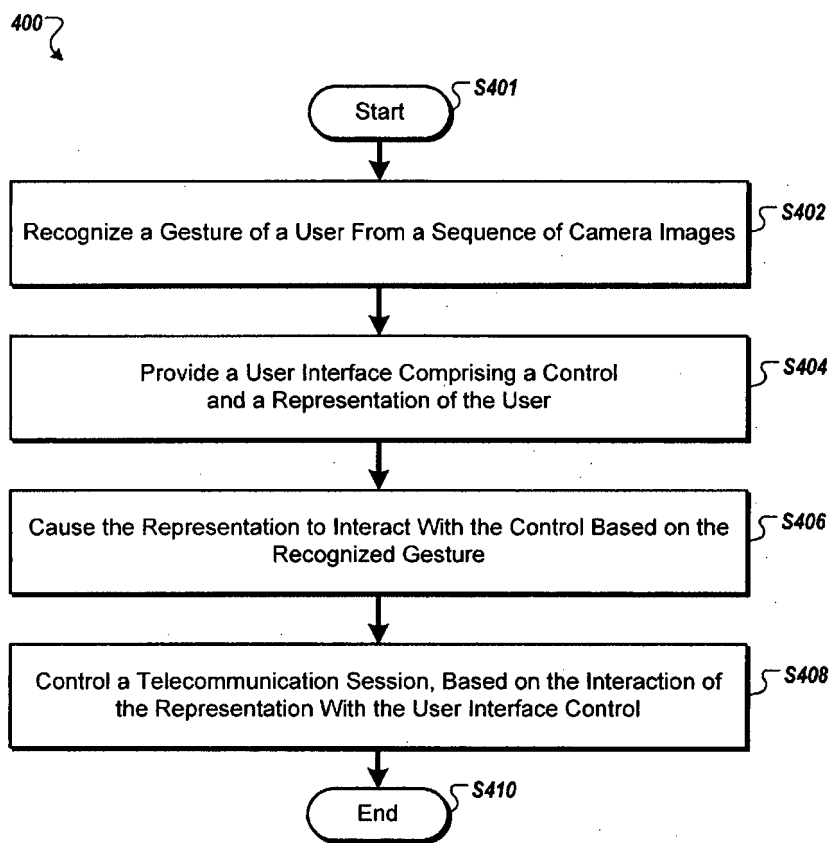 400
S401
Start
S402
Recognize a Gesture of a User From a Sequence of Camera Images
S404
Provide a User Interface Comprising a Control
and a Representation of the User
S406
Cause the Representation to Interact With the Control Based on the
Recognized Gesture
S408
Control a Telecommunication Session, Based on the Interaction of
the Representation With the User Interface Control
S410
End